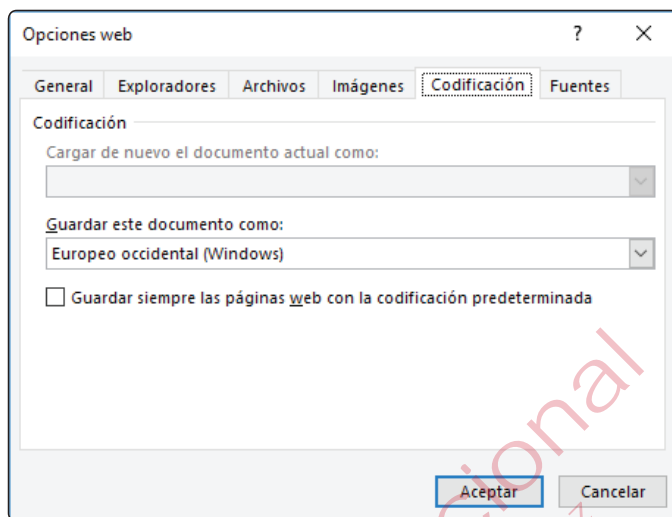 Opciones web ?
General Exploradores Archivos Imágenes Codificación Fuentes
Codificación
Cargar de nuevo el documento actual como:
Guardar este documento como:
Europeo occidental (Windows)
Guardar siempre las páginas web con la codificación predeterminada
Aceptar Cancelar
cional